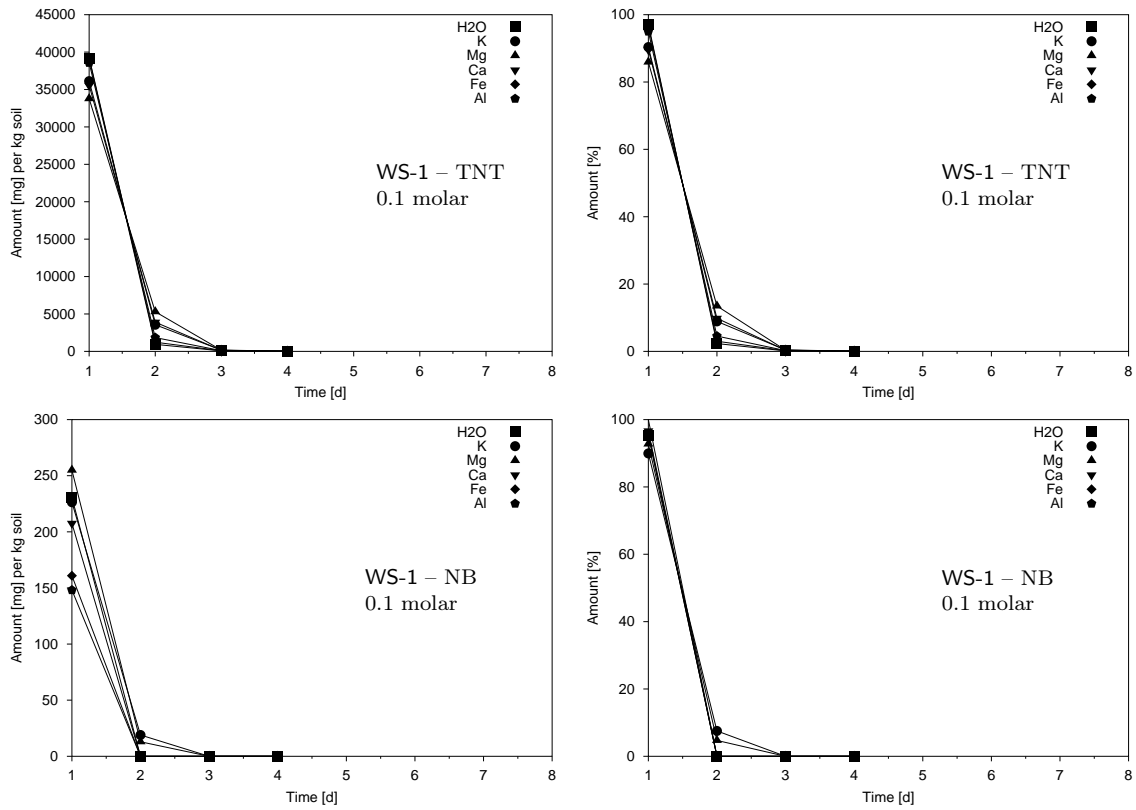 45000
40000
35000
30000
25000
20000
15000
10000
5000
0
Amount [mg] per kg soil
H2O
K
Mg
Ca
Fe
Al
WS-1 – TNT
0.1 molar
1 2 3 4 5 6 7 8
Time [d]
100
80
60
40
20
0
Amount [%]
H2O
K
Mg
Ca
Fe
Al
WS-1 – TNT
0.1 molar
1 2 3 4 5 6 7 8
Time [d]
300
250
200
150
100
50
0
Amount [mg] per kg soil
H2O
K
Mg
Ca
Fe
Al
WS-1 – NB
0.1 molar
1 2 3 4 5 6 7 8
Time [d]
100
80
60
40
20
0
Amount [%]
H2O
K
Mg
Ca
Fe
Al
WS-1 – NB
0.1 molar
1 2 3 4 5 6 7 8
Time [d]